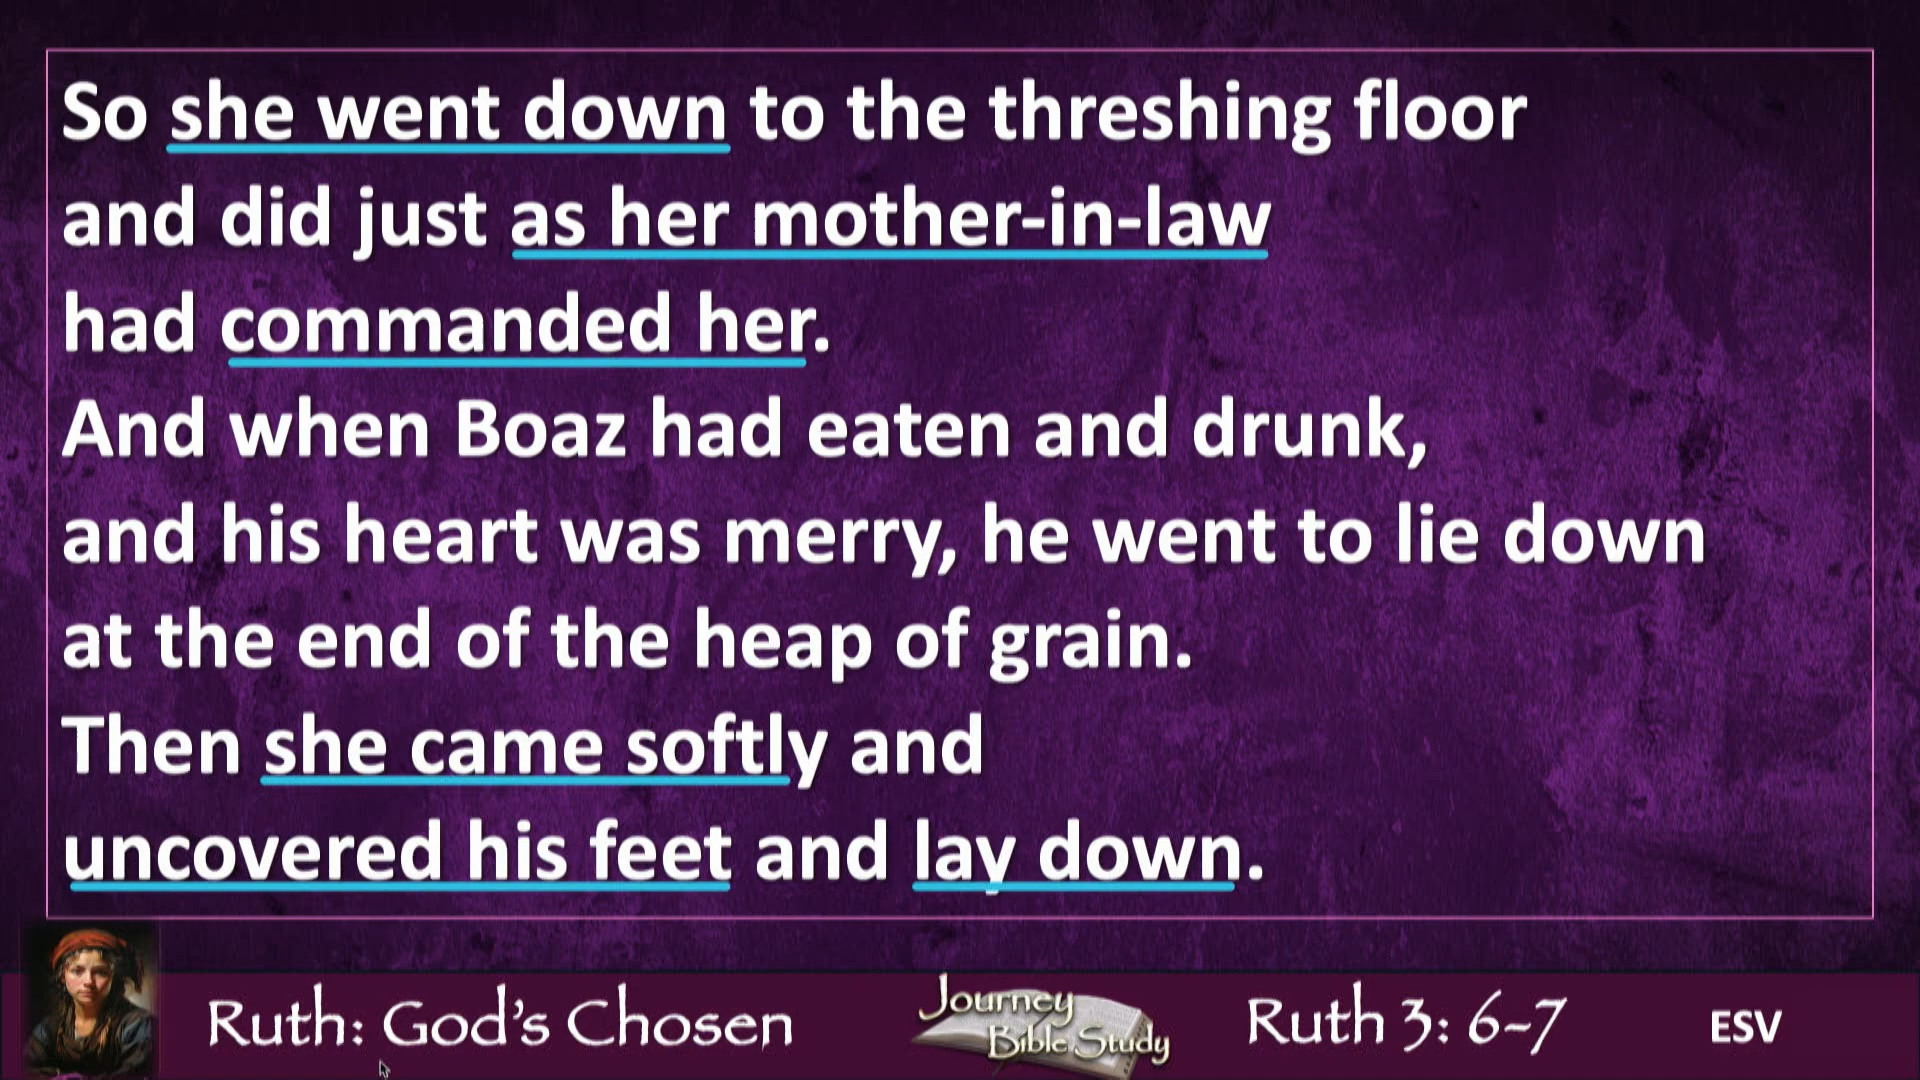 So she went down to the threshing floor
and did just as her mother-in-law
had commanded her.
And when Boaz had eaten and drunk,
and his heart was merry, he went to lie down
at the end of the heap of grain.
Then she came softly and
uncovered his feet and lay down.
Ruth: God's Chosen
Journey
Bible Study
Ruth 3: 6-7
ESV